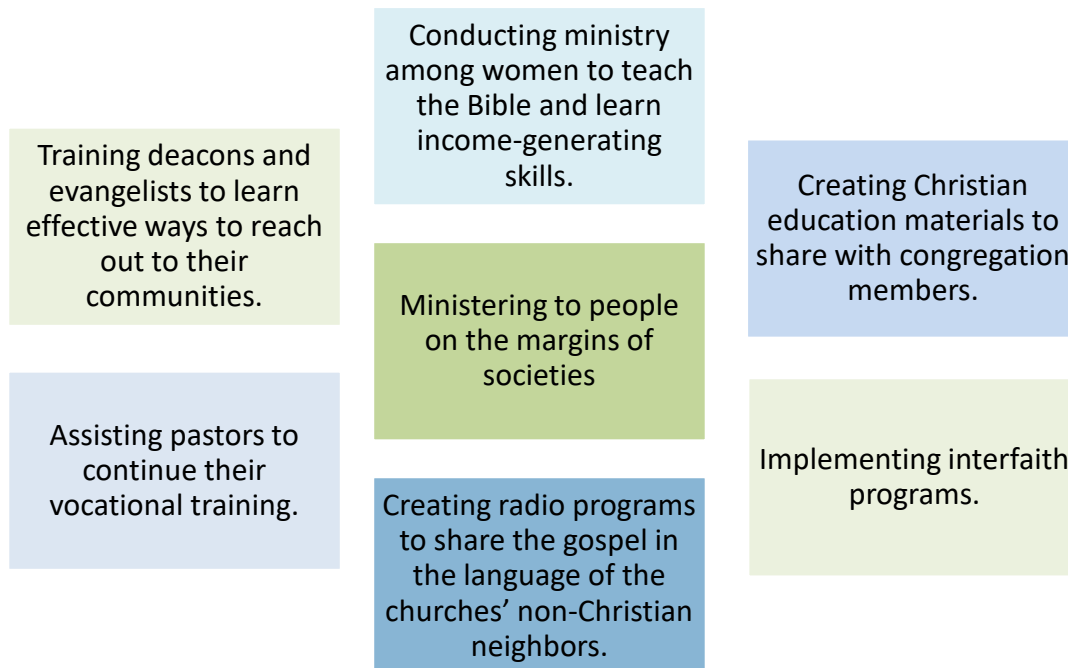 Training deacons and
evangelists to learn
effective ways to reach
out to their
communities.
Assisting pastors to
continue their
vocational training.
Conducting ministry
among women to teach
the Bible and learn
income-generating
skills.
Ministering to people
on the margins of
societies
Creating radio programs
to share the gospel in
the language of the
churches’ non-Christian
neighbors.
Creating Christian
education materials to
share with congregation
members.
Implementing interfaith
programs.